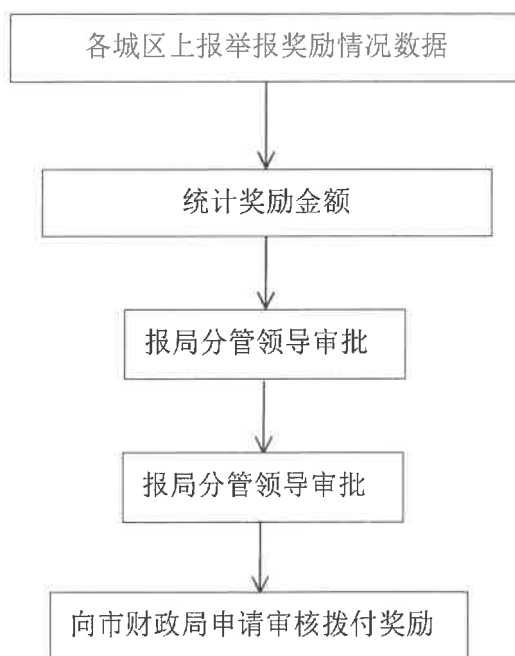 各城区上报举报奖励情况数据
统计奖励金额
报局分管领导审批
报局分管领导审批
向市财政局申请审核拨付奖励